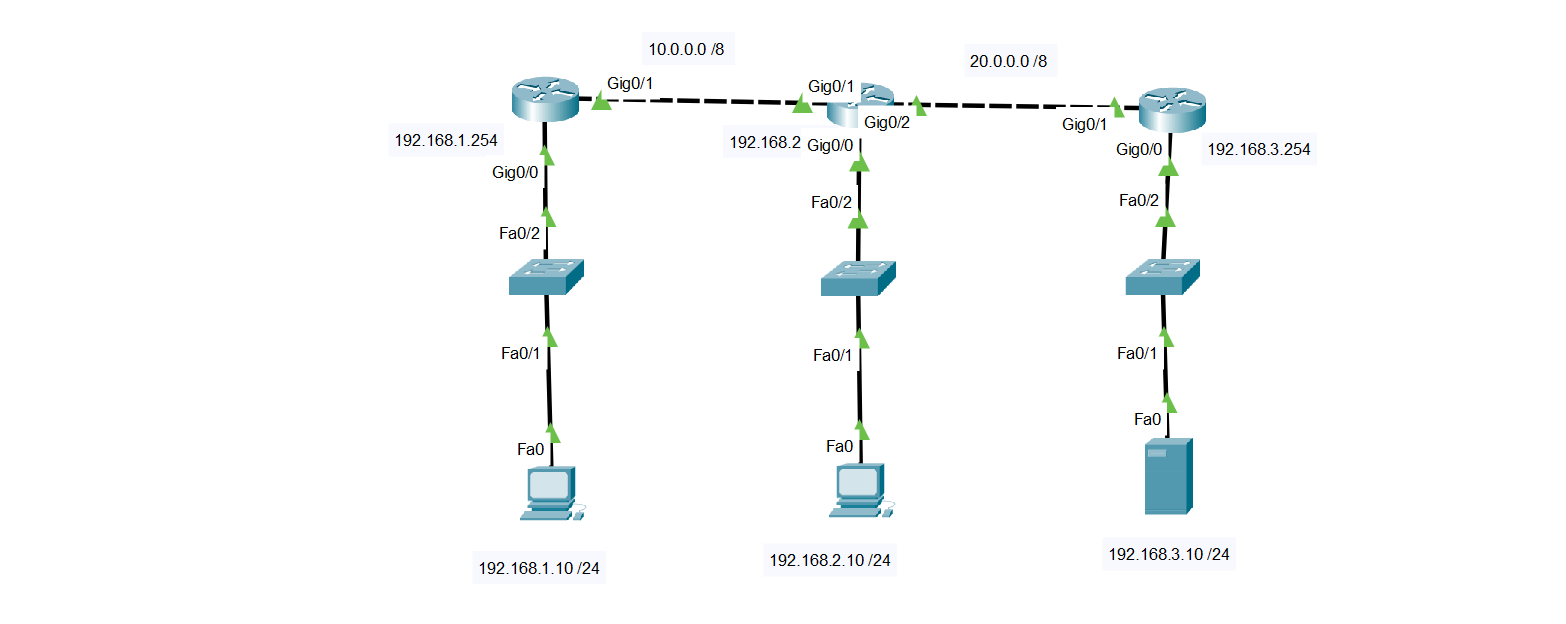 10.0.0.0 /8
20.0.0.0 /8
Gig0/1
Gig0/1
Gig0/2
Gig0/1
192.168.1.254
192.168.2
Gig0/0
Gig0/0
192.168.3.254
Gig0/0
Fa0/2
Fa0/2
Fa0/2
Fa0/1
Fa0/1
Fa0/1
Fa0
Fa0
Fa0
192.168.1.10 /24
192.168.2.10 /24
192.168.3.10 /24